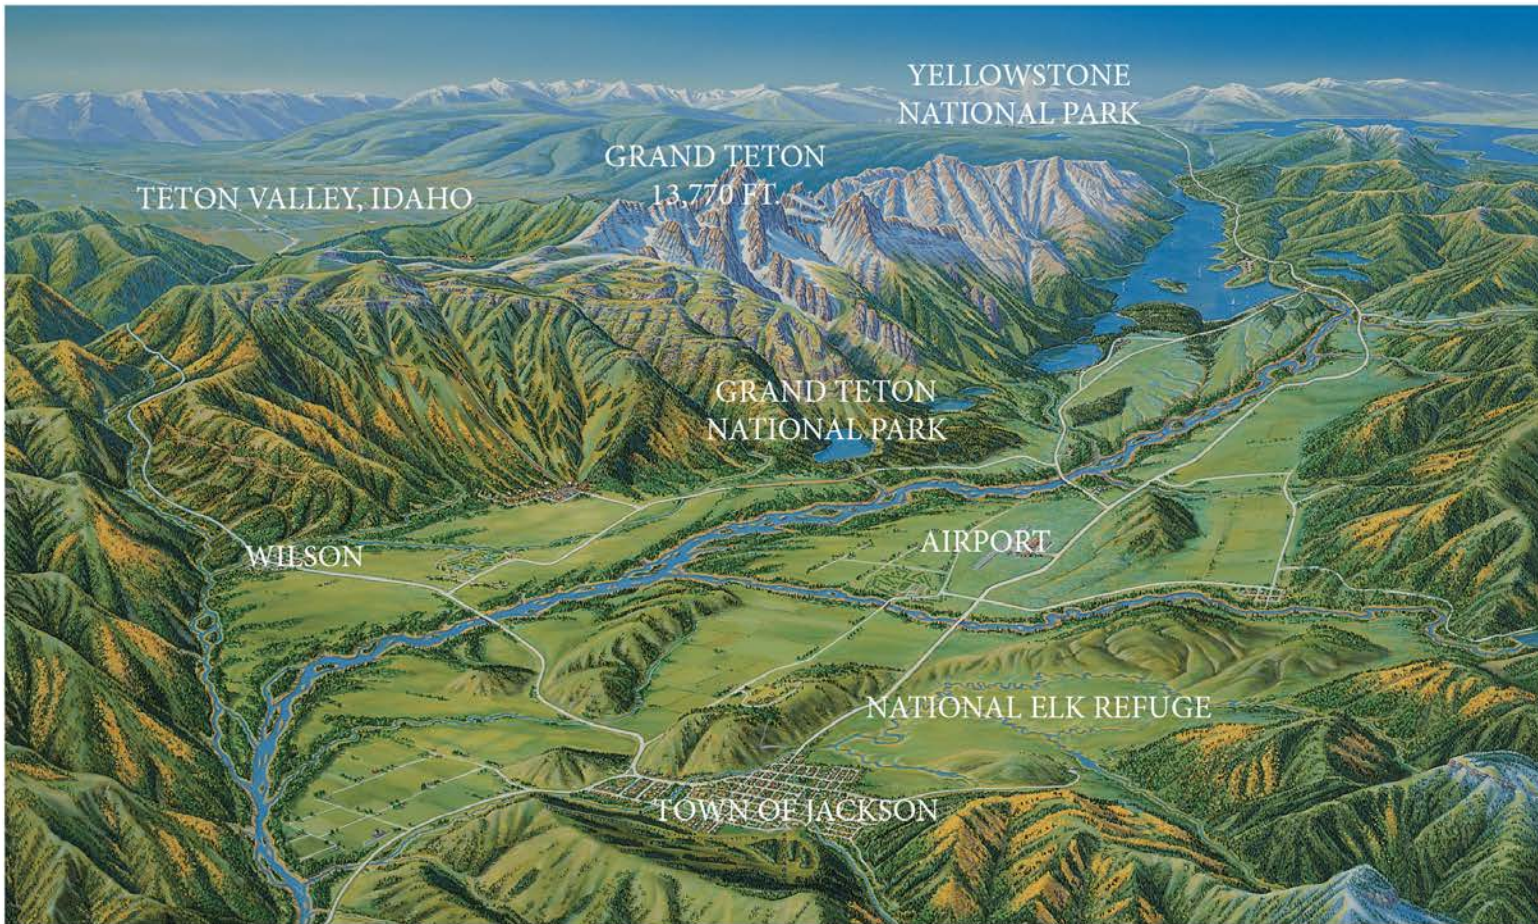 YELLOWSTONE
NATIONAL PARK
GRAND TETON
13,770 FT.
TETON VALLEY, IDAHO
GRAND TETON
NATIONAL PARK
AIRPORT
WILSON
NATIONAL ELK REFUGE
TOWN OF JACKSON